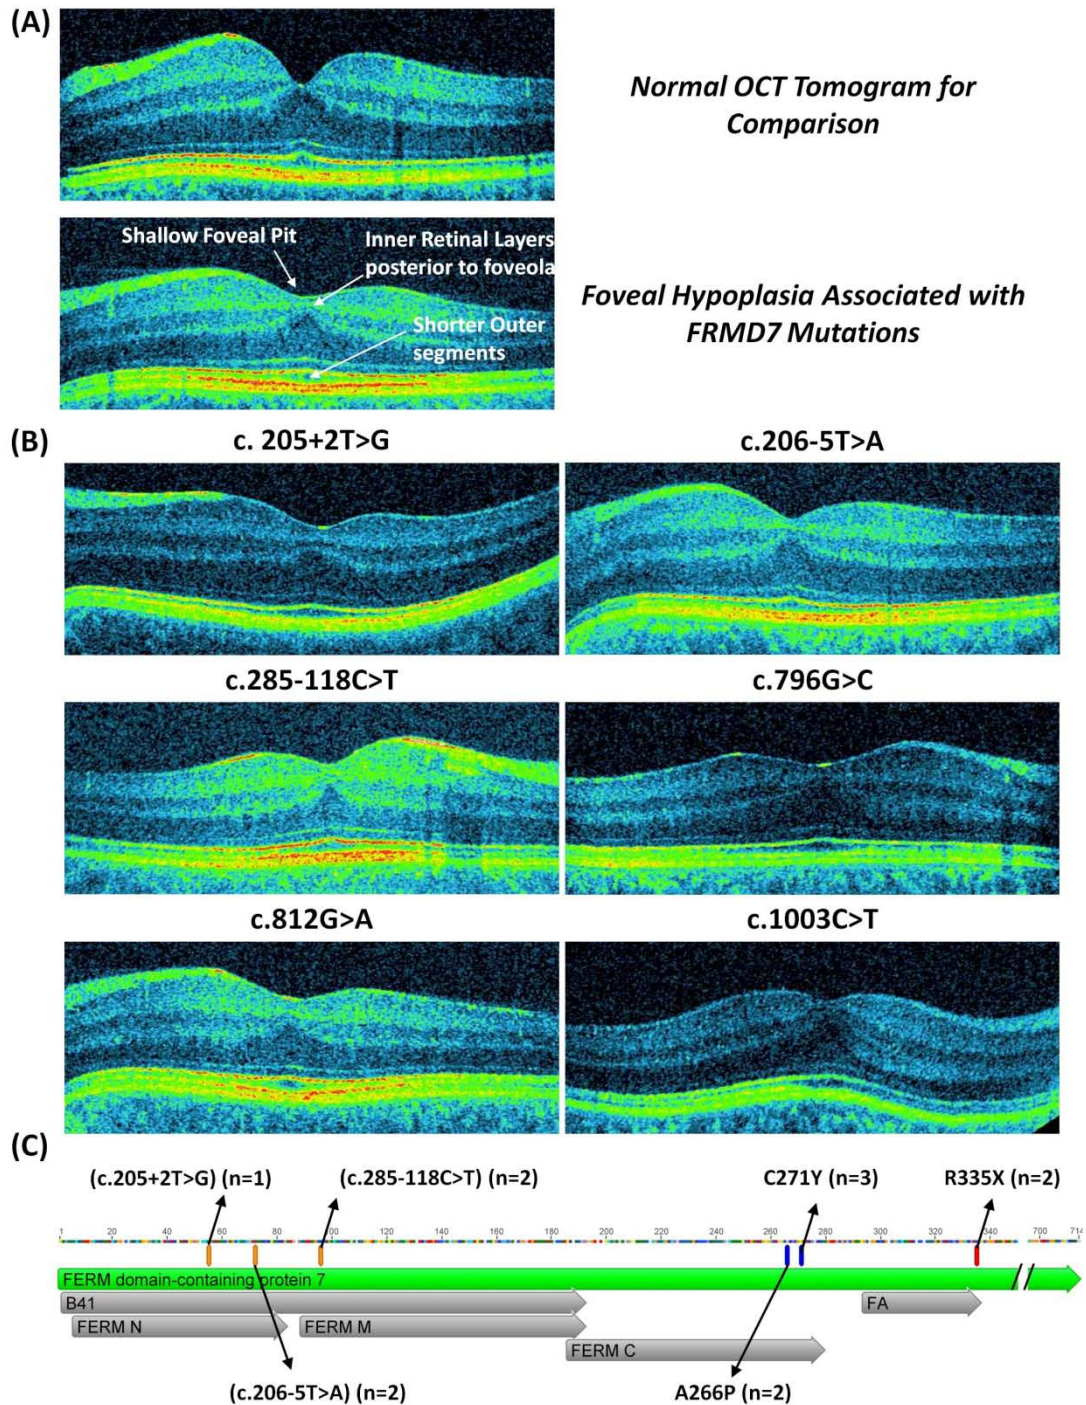 (A)
Normal OCT Tomogram for
Comparison
Shallow Foveal Pit
Inner Retinal Layers
posterior to foveola
Shorter Outer
segments
Foveal Hypoplasia Associated with
FRMD7 Mutations
(B)
c. 205+2T>G
c.206-5T>A
c.285-118C>T
c.796G>C
c.812G>A
c.1003C>T
(C)
(c.205+2T>G) (n=1)
(c.285-118C>T) (n=2)
C271Y (n=3)
R335X (n=2)
1 20 40 60 80 100 120 140 160 180 200 220 240 260 280 300 320 340 700 714
FERM domain-containing protein 7
B41
FERM N
FERM M
FA
FERM C
(c.206-5T>A) (n=2)
A266P (n=2)